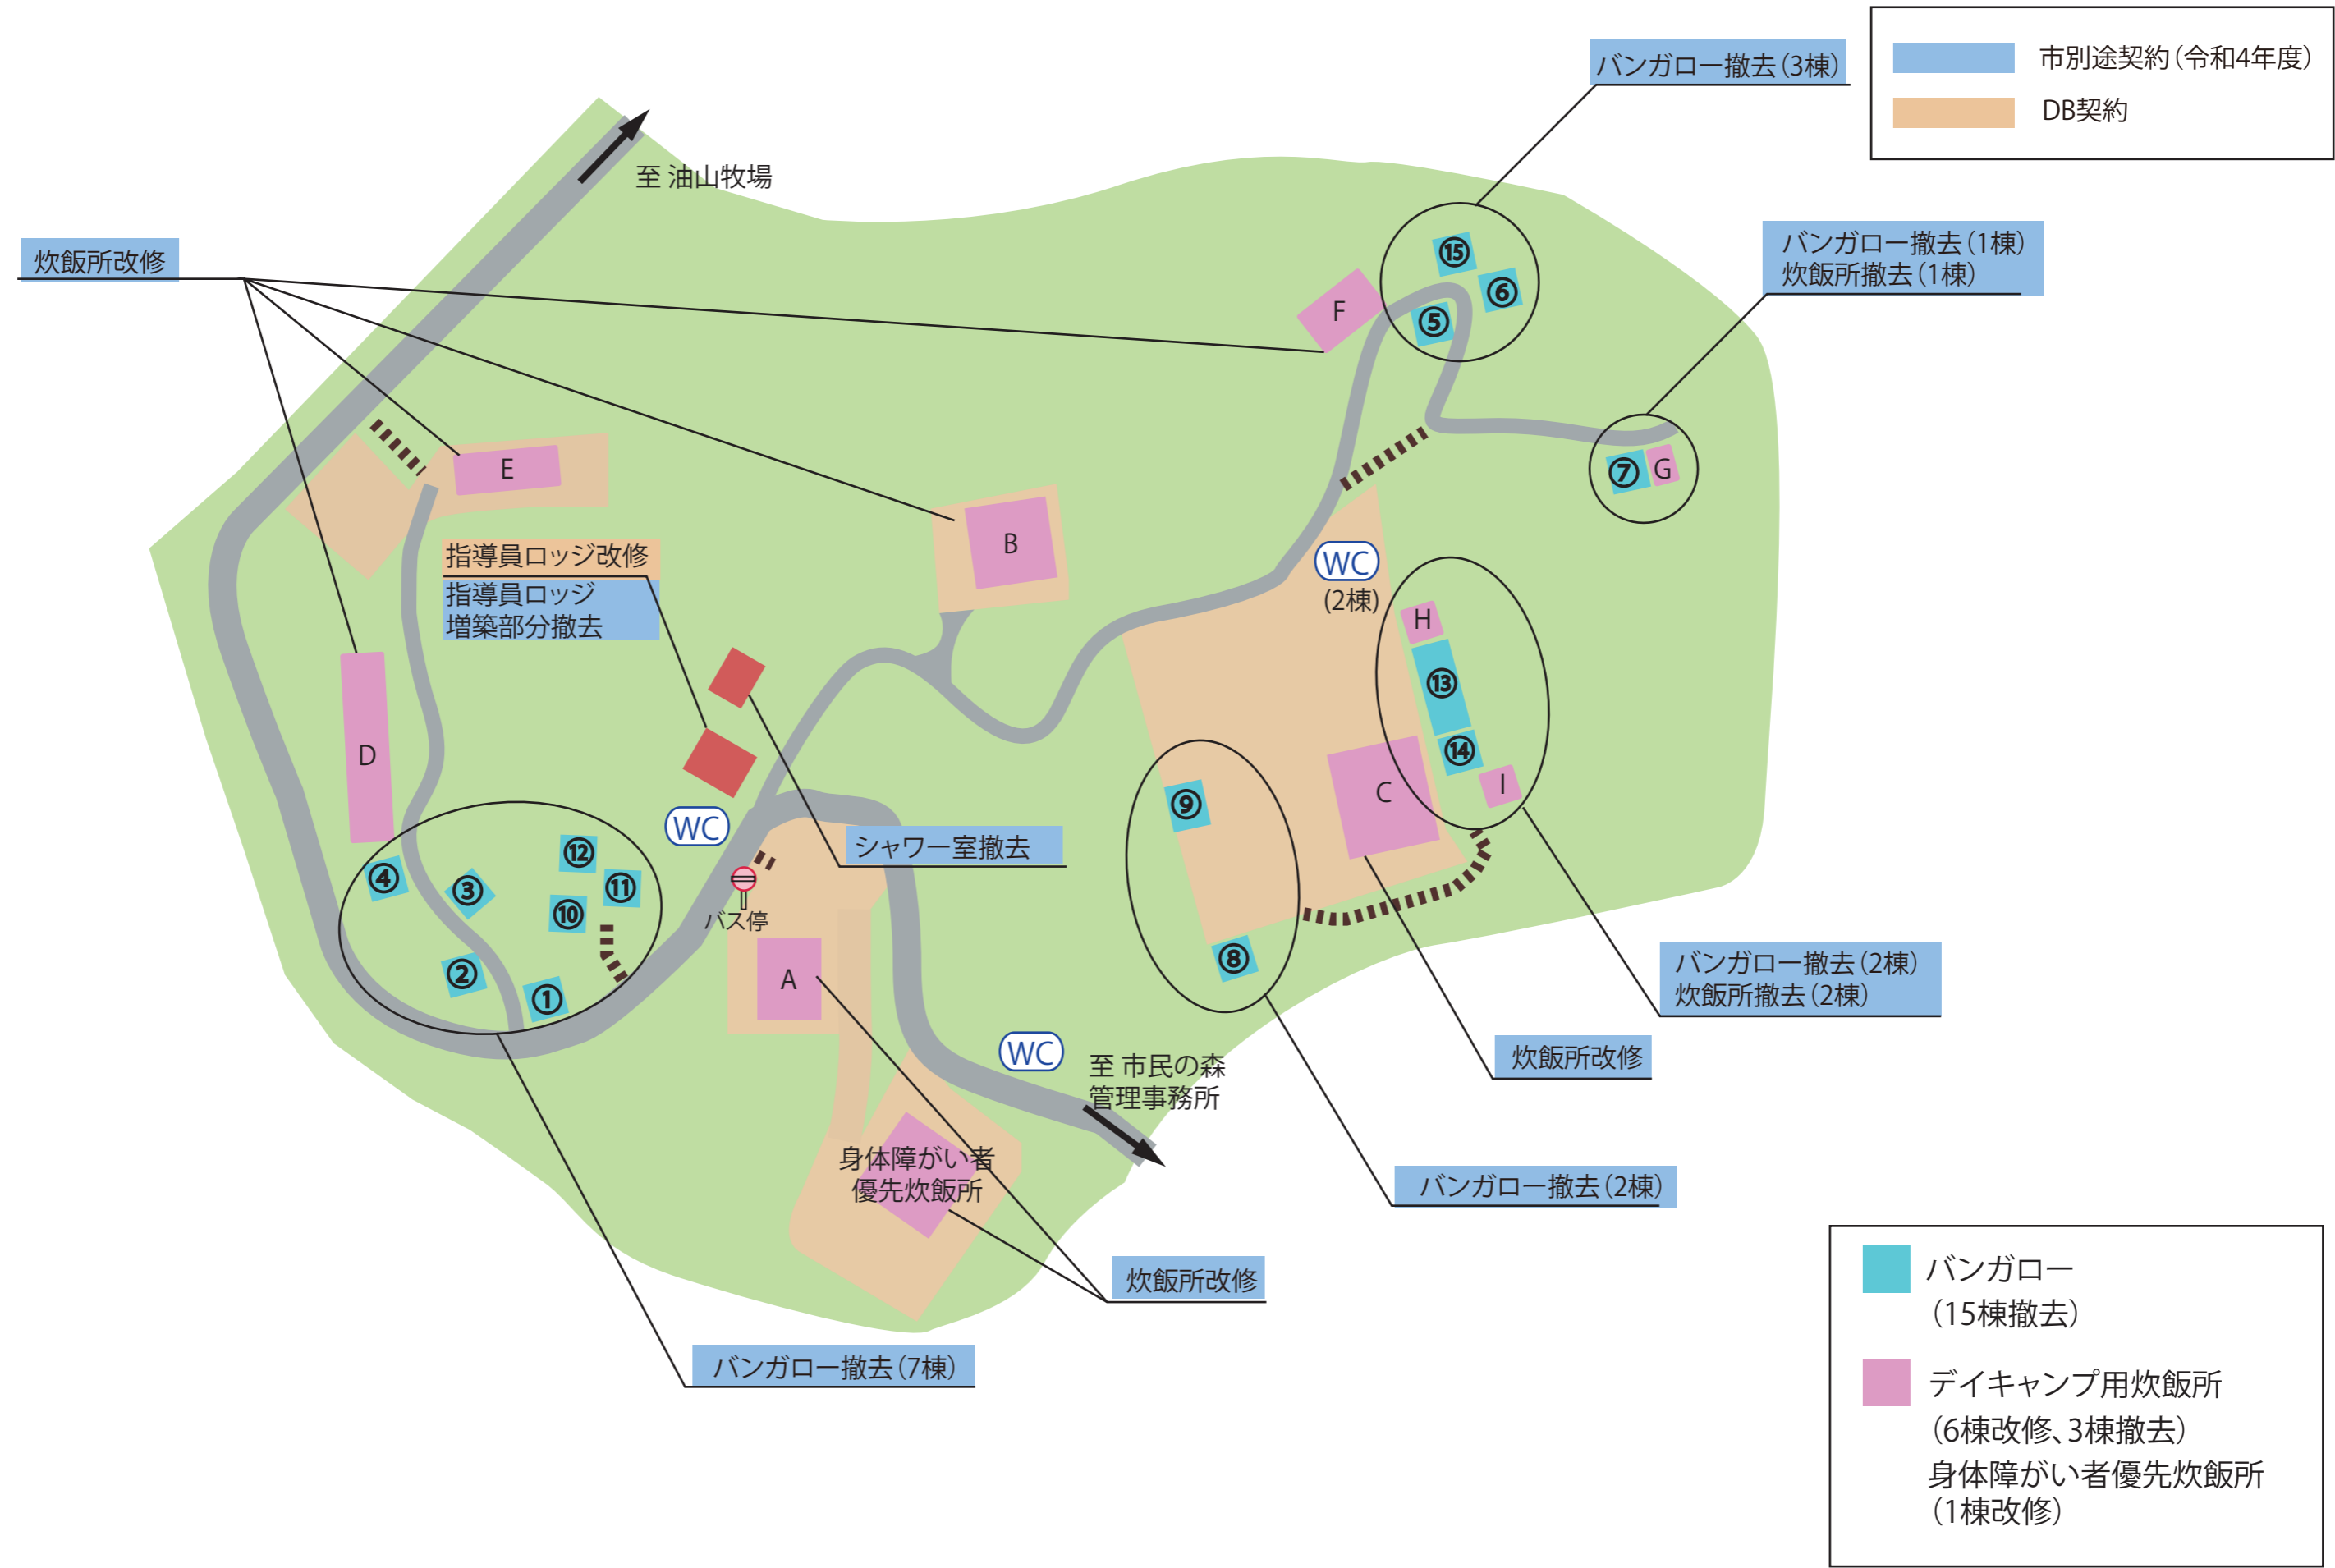 バンガロー撤去（3棟）
市別途契約（令和4年度）
DB契約
至 油山牧場
炊飯所改修
バンガロー撤去（1棟）
炊飯所撤去（1棟）
⑮
⑥
⑤
F
E
⑦
G
B
指導員ロッジ改修
指導員ロッジ
増築部分撤去
WC
(2棟)
H
⑬
⑭
I
D
C
⑨
WC
シャワー室撤去
④
③
⑫
⑪
⑩
バス停
②
①
A
⑧
バンガロー撤去（2棟）
炊飯所撤去（2棟）
炊飯所改修
WC
至 市民の森
管理事務所
身体障がい者
優先炊飯所
バンガロー撤去（2棟）
炊飯所改修
バンガロー撤去（7棟）
バンガロー
（15棟撤去）
デイキャンプ用炊飯所
（6棟改修、3棟撤去）
身体障がい者優先炊飯所
（1棟改修）